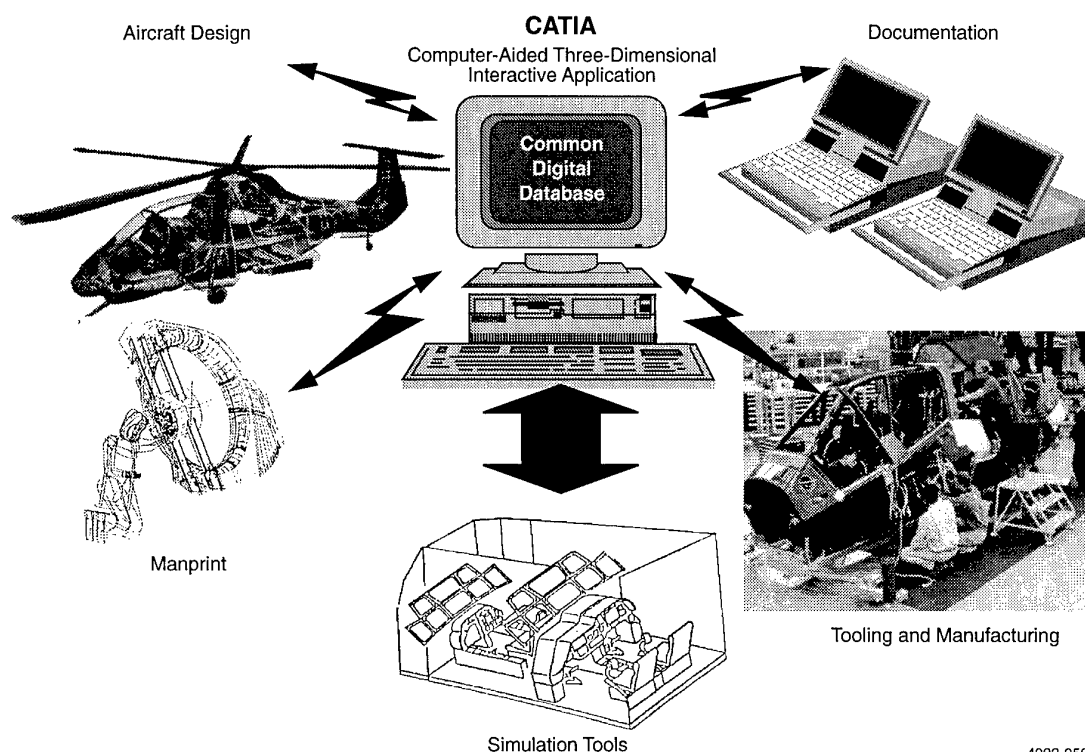 CATIA
Computer-Aided Three-Dimensional
Interactive Application
Aircraft Design
Documentation
Common
Digital
Database
Manprint
Tooling and Manufacturing
Simulation Tools